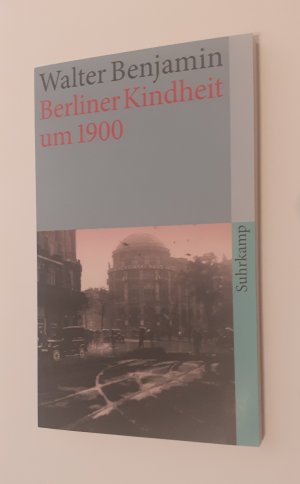 Walter Benjamin
Berliner Kindheit
um 1900
Suhrkamp